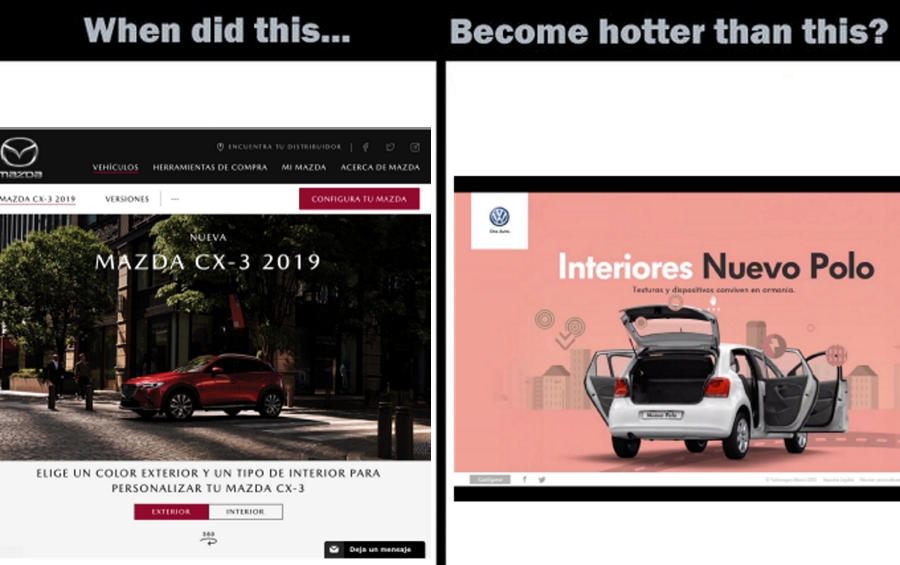 When did this...
Become hotter than this?
mazda
ENCUENTRA TU DISTRIBUIDOR
VEHÍCULOS HERRAMIENTAS DE COMPRA MI MAZDA ACERCA DE MAZDA
MAZDA CX-3 2019 VERSIONES ...
CONFIGURA TU MAZDA
NUEVA
MAZDA CX-3 2019
ELIGE UN COLOR EXTERIOR Y UN TIPO DE INTERIOR PARA
PERSONALIZAR TU MAZDA CX-3
EXTERIOR INTERIOR
360
Deja un mensaje
Das Auto.
Interiores Nuevo Polo
Texturas y dispositivos conviven en armonía.
Nuevo Polo
Configurar